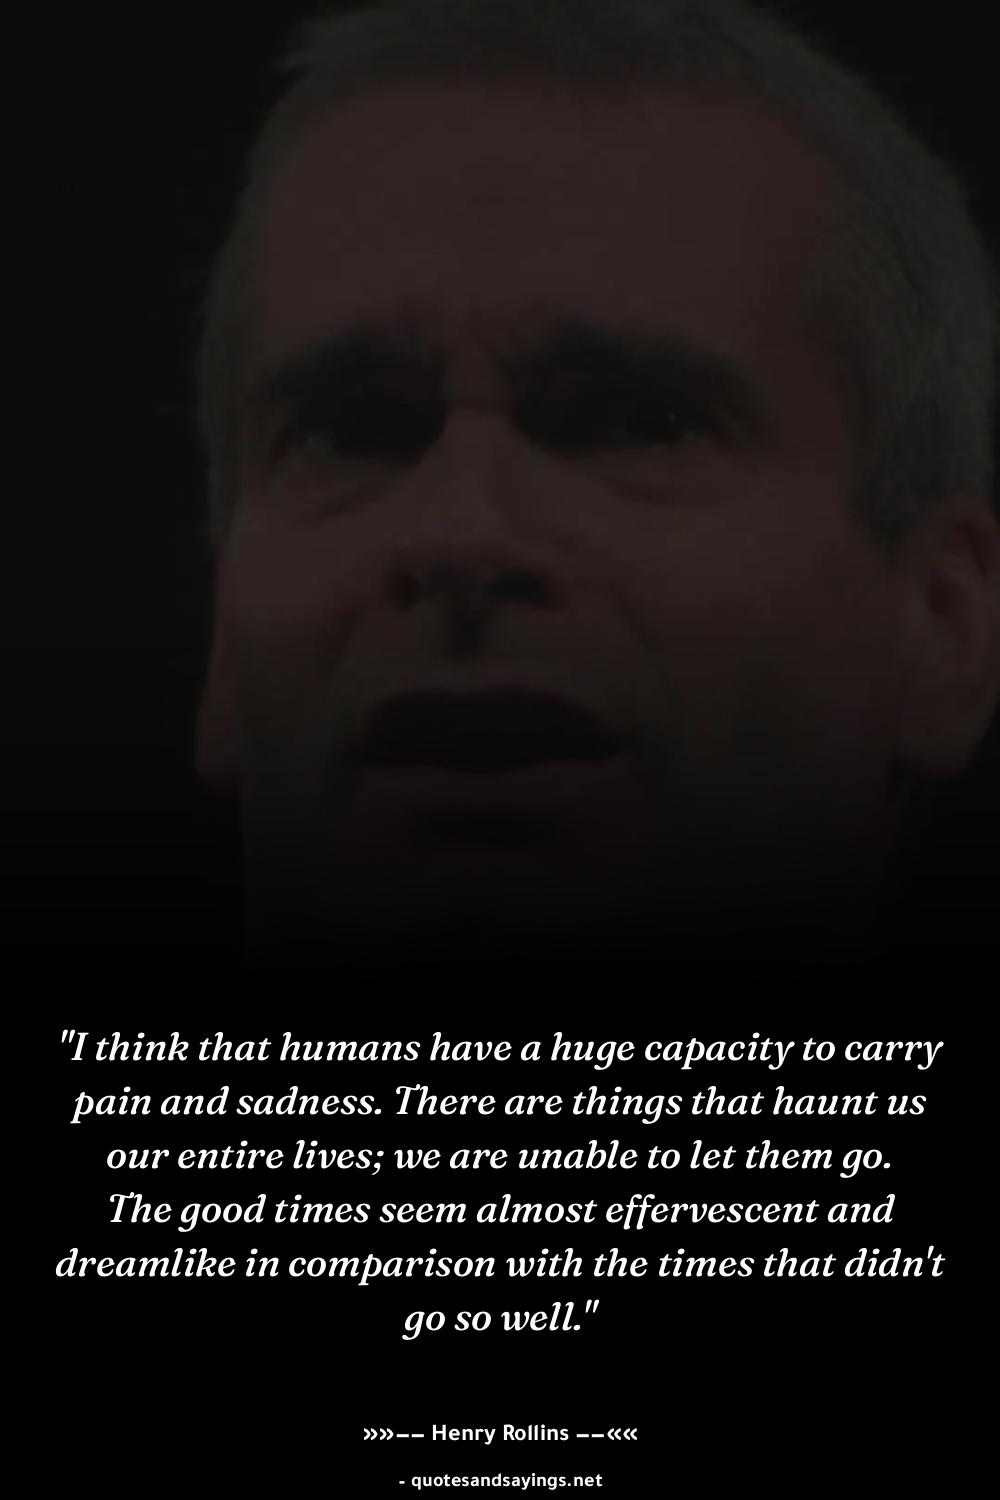 "I think that humans have a huge capacity to carry
pain and sadness. There are things that haunt us
our entire lives; we are unable to let them go.
The good times seem almost effervescent and
dreamlike in comparison with the times that didn't
go so well."
»»−− Henry Rollins −−««
- quotesandsayings.net